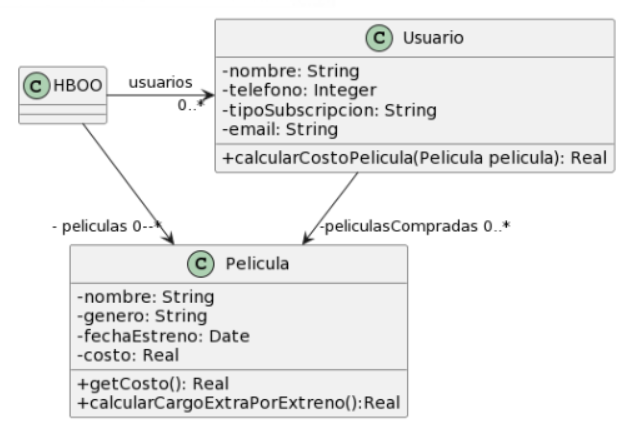 C Usuario
-nombre: String
-telefono: Integer
-tipoSubscripcion: String
-email: String
+calcularCostoPelicula(Pelicula pelicula): Real
C HBOO
usuarios
0..*
- peliculas 0--*
-peliculasCompradas 0..*
C Pelicula
-nombre: String
-genero: String
-fechaEstreno: Date
-costo: Real
+getCosto(): Real
+calcularCargoExtraPorExtreno():Real